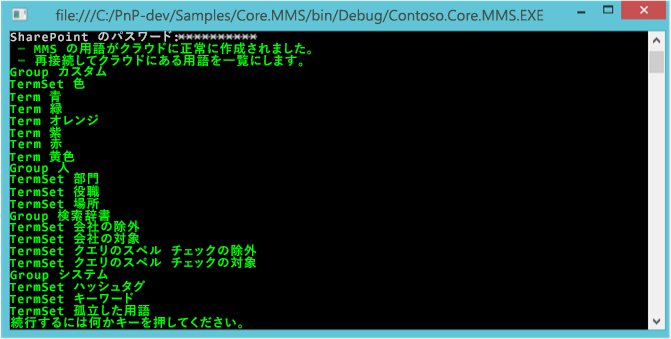 file:///C:/PnP-dev/Samples/Core.MMS/bin/Debug/Contoso.Core.MMS.EXE
SharePoint のパスワード:**********
- MMS の用語がクラウドに正常に作成されました。
- 再接続してクラウドにある用語を一覧にします。
Group カスタム
TermSet 色
Term 青
Term 緑
Term オレンジ
Term 紫
Term 赤
Term 黄色
Group 人
TermSet 部門
TermSet 役職
TermSet 場所
Group 検索辞書
TermSet 会社の除外
TermSet 会社の対象
TermSet クエリのスペル チェックの除外
TermSet クエリのスペル チェックの対象
Group システム
TermSet ハッシュタグ
TermSet キーワード
TermSet 孤立した用語
続行するには何かキーを押してください。